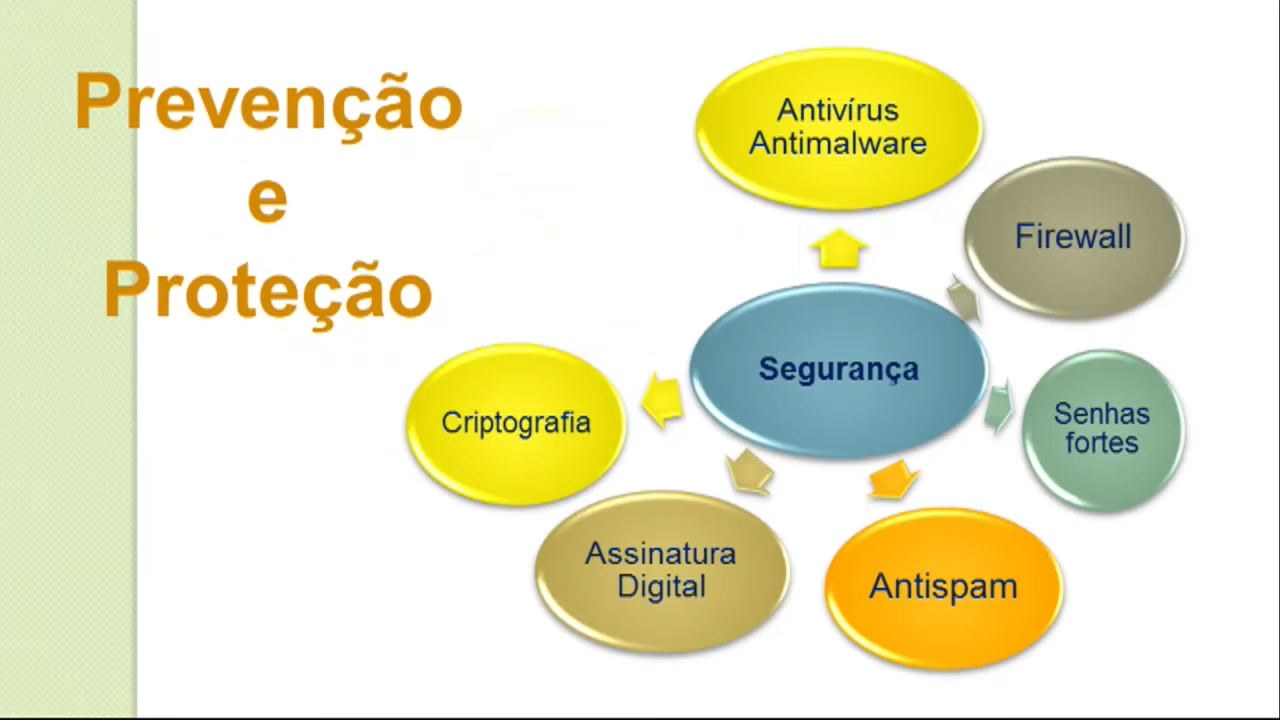 Prevenção
e
Proteção
Antivírus
Antimalware
Firewall
Segurança
Senhas
fortes
Criptografia
Assinatura
Digital
Antispam